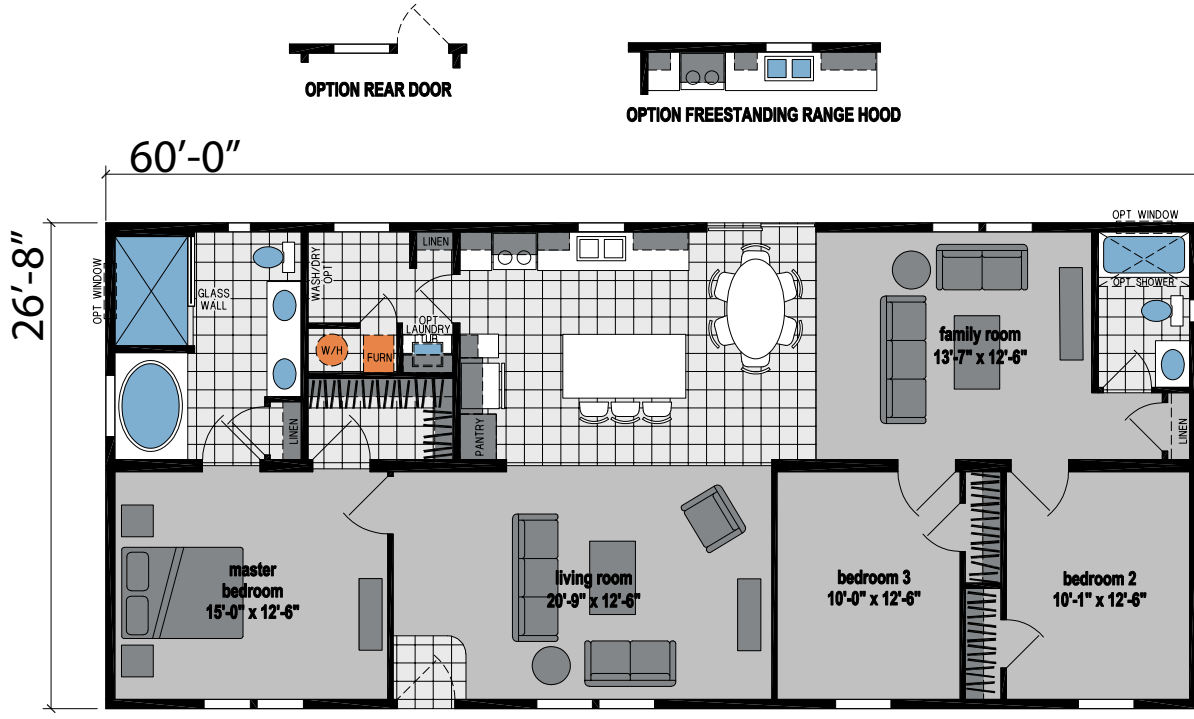 OPTION REAR DOOR
OPTION FREESTANDING RANGE HOOD
60'-0"
26'-8"
OPT WINDOW
OPT WINDOW
GLASS
WALL
WASH/DRY
OPT
LINEN
OPT
LAUNDRY
TUB
W/H
FURN
LINEN
PANTRY
family room
13'-7" x 12'-6"
OPT SHOWER
LINEN
master
bedroom
15'-0" x 12'-6"
living room
20'-9" x 12'-6"
bedroom 3
10'-0" x 12'-6"
bedroom 2
10'-1" x 12'-6"